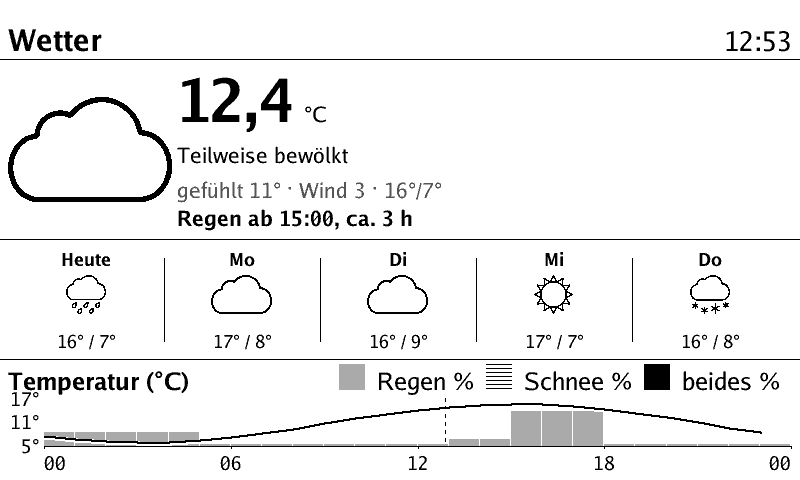 Wetter 12:53
12,4 °C
Teilweise bewölkt
gefühlt 11° · Wind 3 · 16°/7°
Regen ab 15:00, ca. 3 h
Heute Mo Di Mi Do
16° / 7° 17° / 8° 16° / 9° 17° / 7° 16° / 8°
Temperatur (°C) Regen % Schnee % beides %
17°
11°
5°
00 06 12 18 00